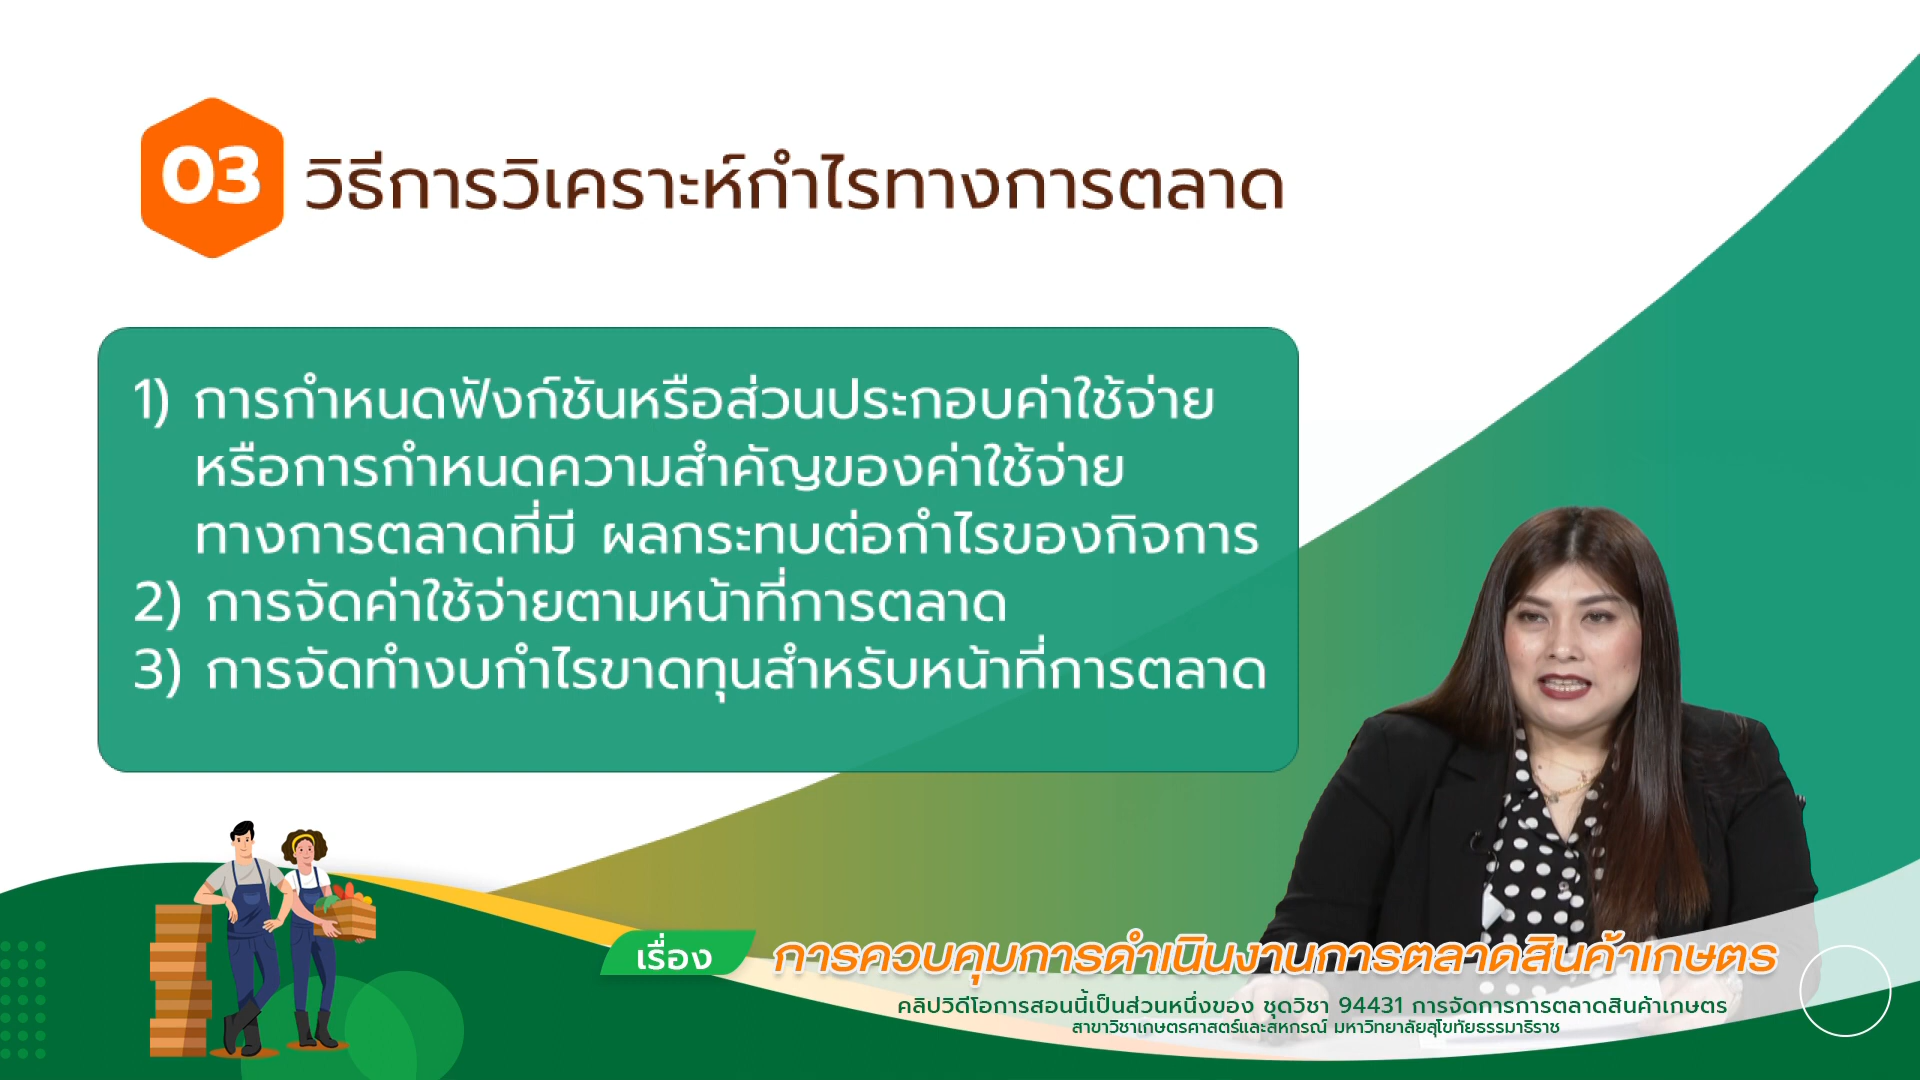 03 วิธีการวิเคราะห์กำไรทางการตลาด
1) การกำหนดฟังก์ชันหรือส่วนประกอบค่าใช้จ่าย
หรือการกำหนดความสำคัญของค่าใช้จ่าย
ทางการตลาดที่มี ผลกระทบต่อกำไรของกิจการ
2) การจัดค่าใช้จ่ายตามหน้าที่การตลาด
3) การจัดทำงบกำไรขาดทุนสำหรับหน้าที่การตลาด
เรื่อง การควบคุมการดำเนินงานการตลาดสินค้าเกษตร
คลิปวิดีโอการสอนนี้เป็นส่วนหนึ่งของ ชุดวิชา 94431 การจัดการการตลาดสินค้าเกษตร
สาขาวิชาเกษตรศาสตร์และสหกรณ์ มหาวิทยาลัยสุโขทัยธรรมาธิราช